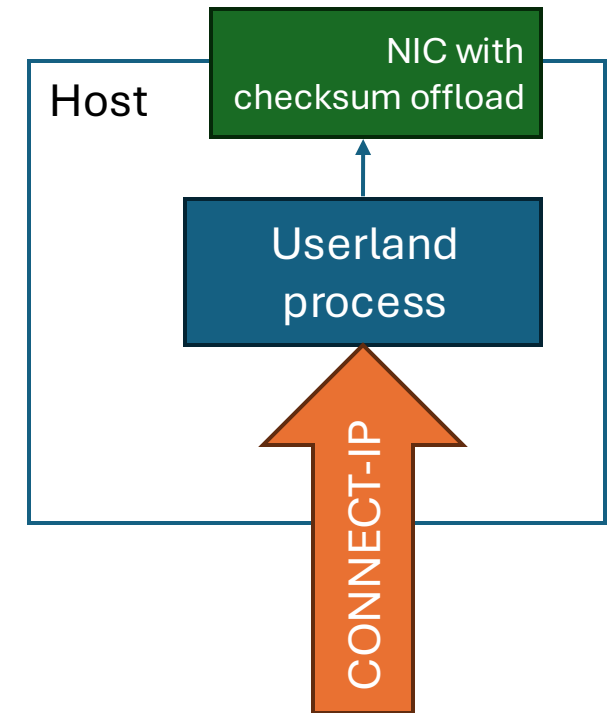 NIC with
checksum offload
Host
Userland
process
CONNECT-IP